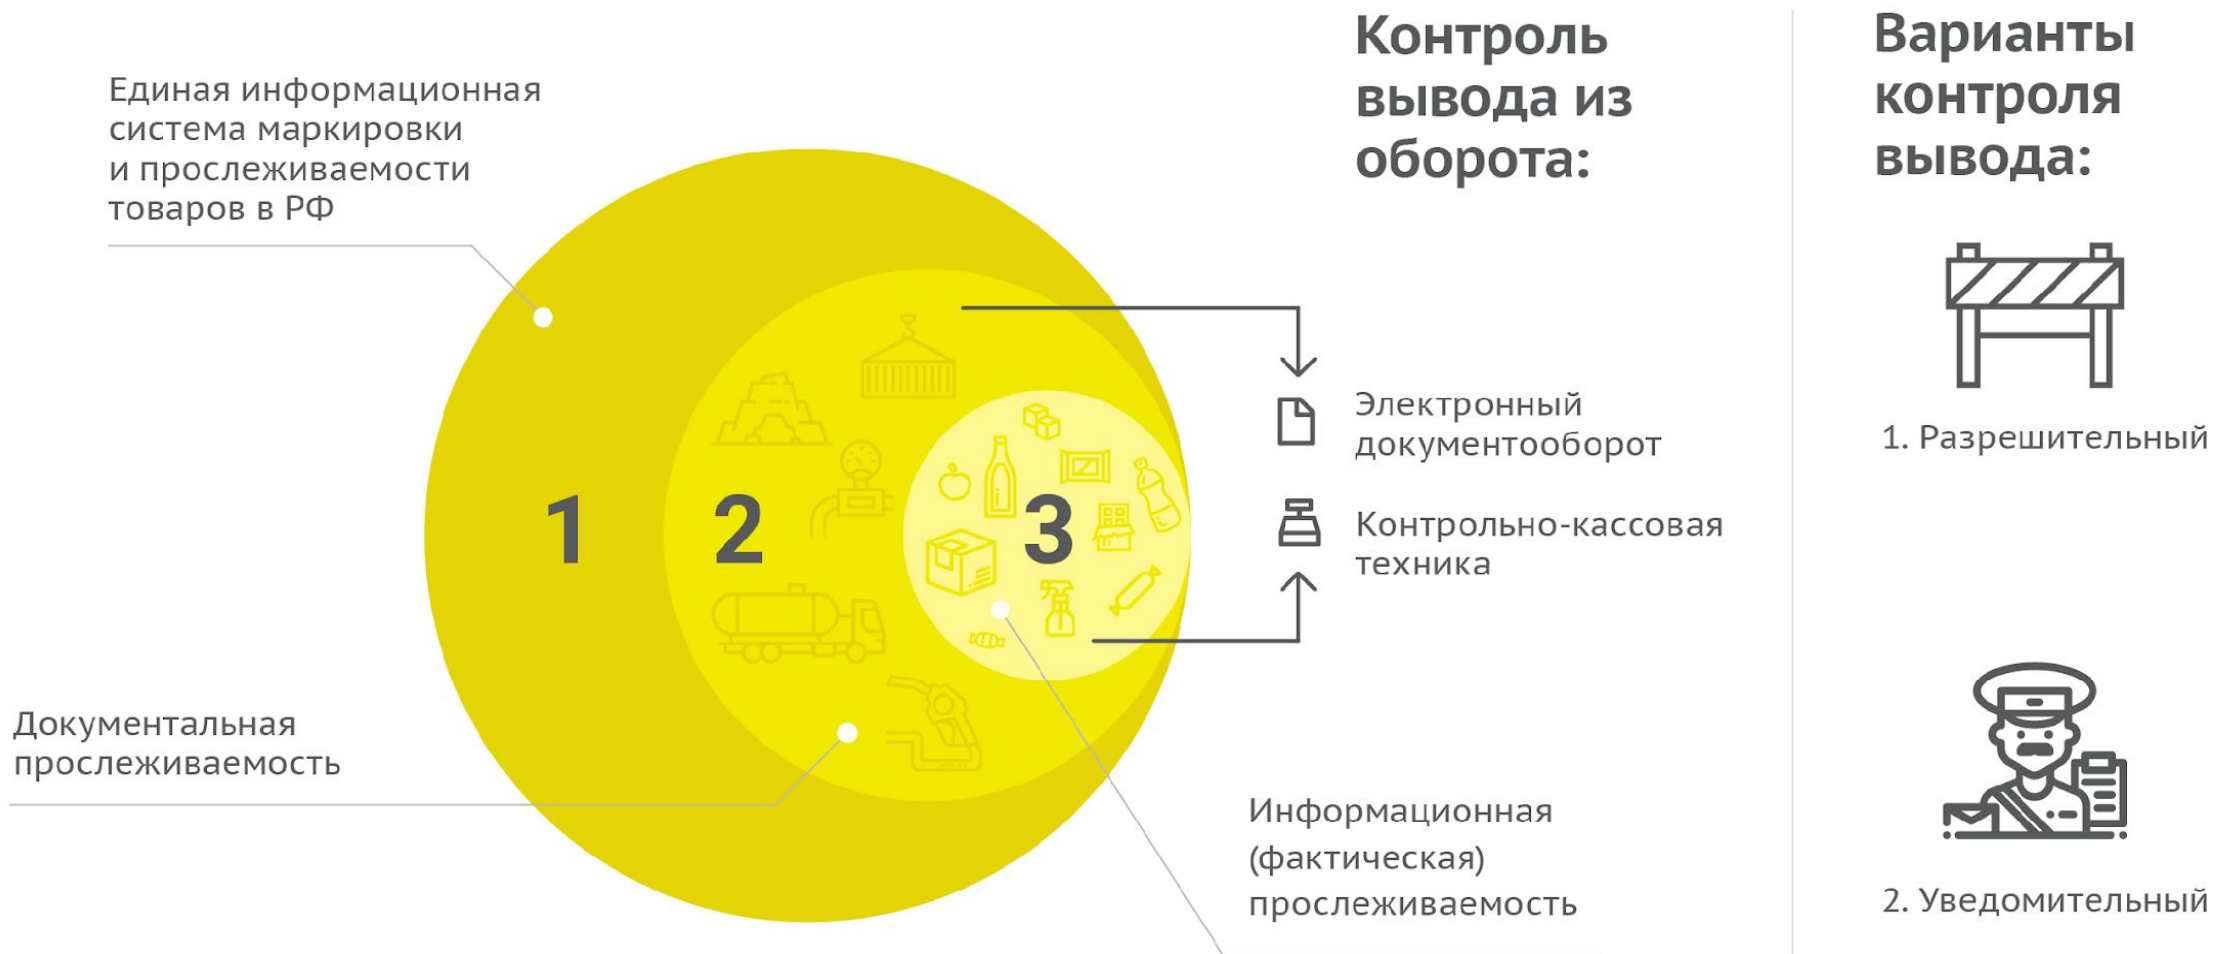 Единая информационная
система маркировки
и прослеживаемости
товаров в РФ
1
2
3
Документальная
прослеживаемость
Информационная
(фактическая)
прослеживаемость
Контроль
вывода из
оборота:
Электронный
документооборот
Контрольно-кассовая
техника
Варианты
контроля
вывода:
1. Разрешительный
2. Уведомительный